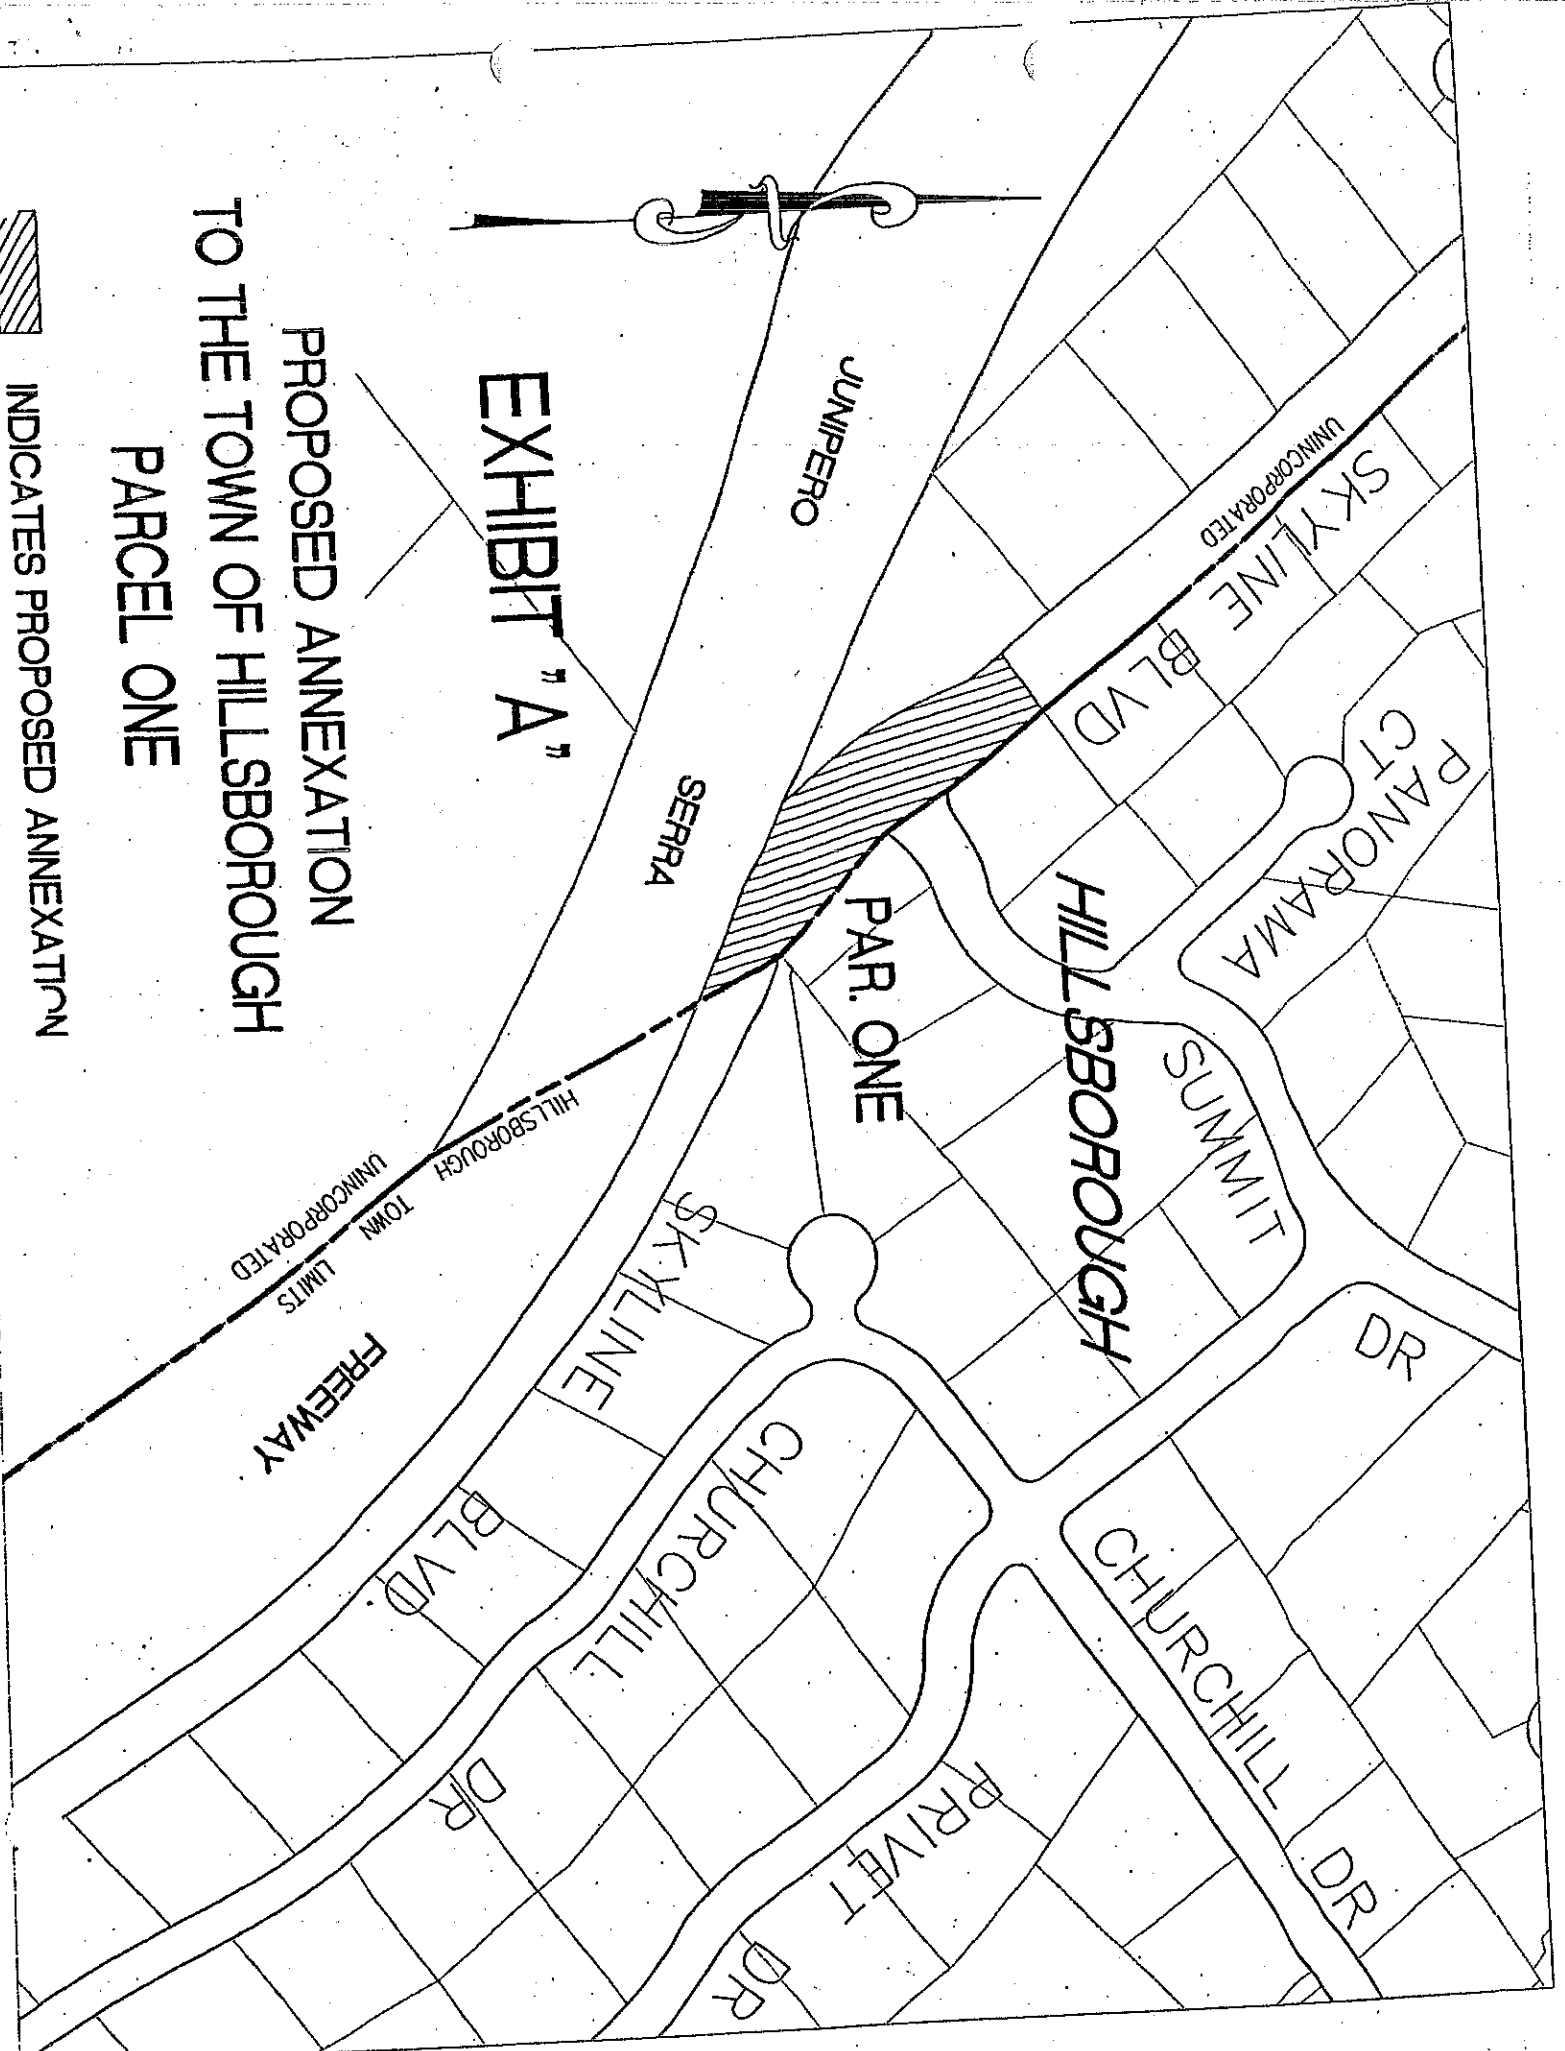 EXHIBIT "A"
PROPOSED ANNEXATION
TO THE TOWN OF HILLSBOROUGH
PARCEL ONE
INDICATES PROPOSED ANNEXATION
JUNIPERO
SERRA
FREEWAY
UNINCORPORATED
SKYLINE
BLVD
PANORAMA
CT
HILLSBOROUGH
PAR. ONE
SUMMIT
DR
HILLSBOROUGH
TOWN
LIMITS
UNINCORPORATED
SKYLINE
BLVD
CHURCHILL
DR
CHURCHILL
DR
PRIVET
DR